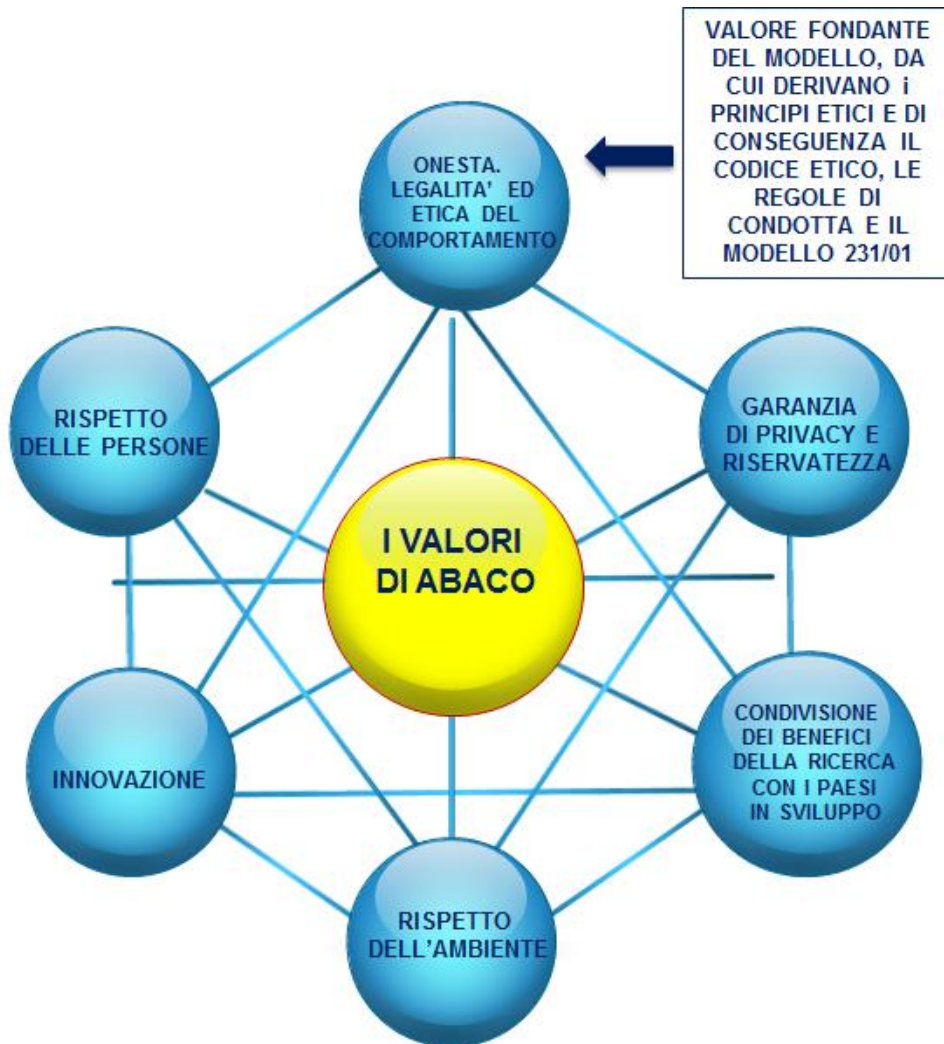 VALORE FONDANTE
DEL MODELLO, DA
CUI DERIVANO i
PRINCIPI ETICI E DI
CONSEGUENZA IL
CODICE ETICO, LE
REGOLE DI
CONDOTTA E IL
MODELLO 231/01
ONESTA.
LEGALITA' ED
ETICA DEL
COMPORTAMENTO
RISPETTO
DELLE PERSONE
GARANZIA
DI PRIVACY E
RISERVATEZZA
I VALORI
DI ABACO
INNOVAZIONE
CONDIVISIONE
DEI BENEFICI
DELLA RICERCA
CON I PAESI
IN SVILUPPO
RISPETTO
DELL'AMBIENTE